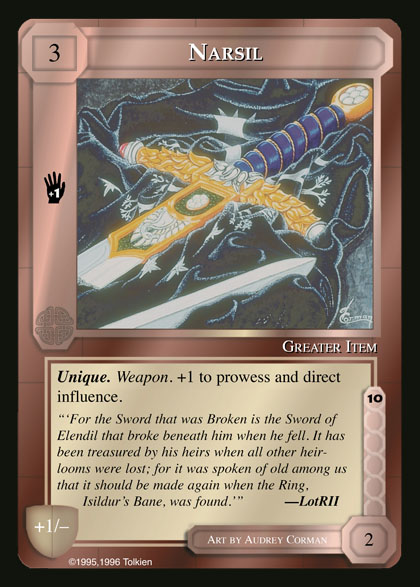 3
NARSIL
+1
Corman
GREATER ITEM
Unique. Weapon. +1 to prowess and direct
influence.
10
“‘For the Sword that was Broken is the Sword of
Elendil that broke beneath him when he fell. It has
been treasured by his heirs when all other heir-
looms were lost; for it was spoken of old among us
that it should be made again when the Ring,
Isildur's Bane, was found.’” —LotRII
+1/–
ART BY AUDREY CORMAN
2
©1995,1996 Tolkien